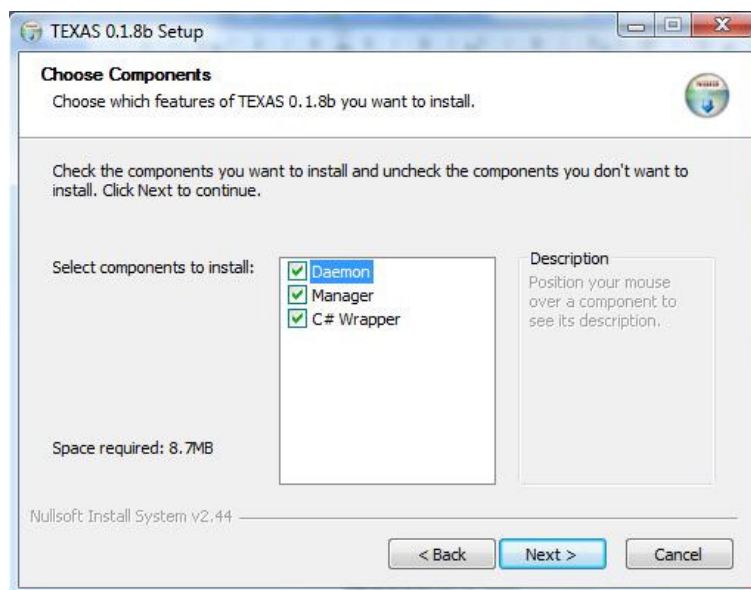 TEXAS 0.1.8b Setup
Choose Components
Choose which features of TEXAS 0.1.8b you want to install.
Check the components you want to install and uncheck the components you don't want to
install. Click Next to continue.
Select components to install:
Daemon
Manager
C# Wrapper
Description
Position your mouse
over a component to
see its description.
Space required: 8.7MB
Nullsoft Install System v2.44
< Back
Next >
Cancel